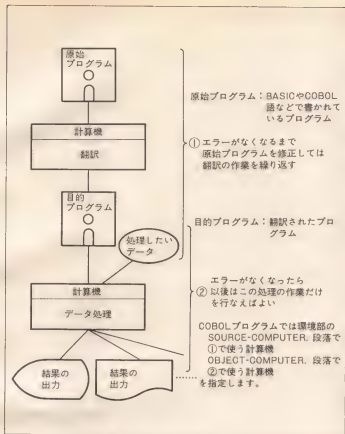 原始
プログラム
計算機
翻訳
目的
プログラム
処理したい
データ
計算機
データ処理
結果の
出力
結果の
出力
原始プログラム：BASICやCOBOL
語などで書かれて
いるプログラム
① エラーがなくなるまで
原始プログラムを修正しては
翻訳の作業を繰り返す
目的プログラム：翻訳されたプロ
グラム
エラーがなくなったら
② 以後はこの処理の作業だけ
を行なえばよい
COBOLプログラムでは環境部の
SOURCE-COMPUTER. 段落で
①で使う計算機
OBJECT-COMPUTER. 段落で
②で使う計算機
……を指定します。